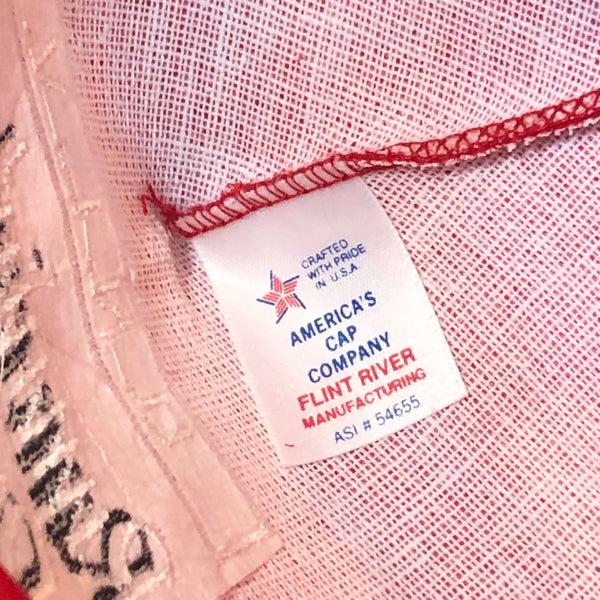 CRAFTED
WITH PRIDE
IN U.S.A.
AMERICA'S
CAP
COMPANY
FLINT RIVER
MANUFACTURING
ASI # 54655